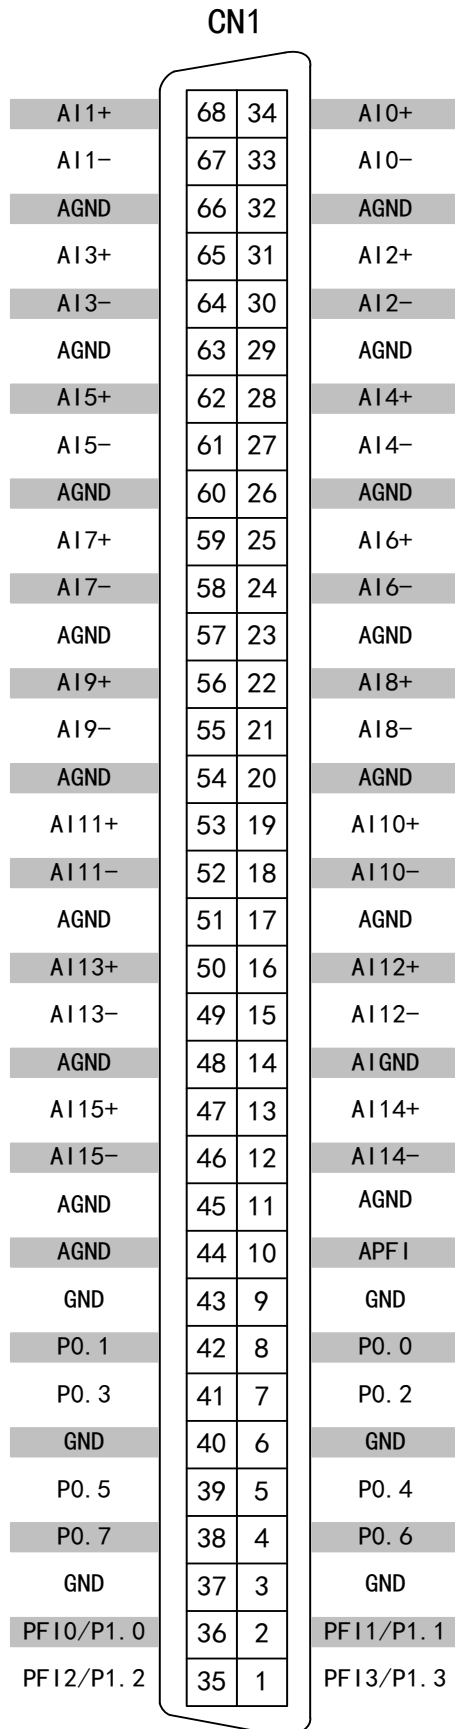 CN1
AI1+ 68 34 AI0+
AI1- 67 33 AI0-
AGND 66 32 AGND
AI3+ 65 31 AI2+
AI3- 64 30 AI2-
AGND 63 29 AGND
AI5+ 62 28 AI4+
AI5- 61 27 AI4-
AGND 60 26 AGND
AI7+ 59 25 AI6+
AI7- 58 24 AI6-
AGND 57 23 AGND
AI9+ 56 22 AI8+
AI9- 55 21 AI8-
AGND 54 20 AGND
AI11+ 53 19 AI10+
AI11- 52 18 AI10-
AGND 51 17 AGND
AI13+ 50 16 AI12+
AI13- 49 15 AI12-
AGND 48 14 AIGND
AI15+ 47 13 AI14+
AI15- 46 12 AI14-
AGND 45 11 AGND
AGND 44 10 APFI
GND 43 9 GND
P0.1 42 8 P0.0
P0.3 41 7 P0.2
GND 40 6 GND
P0.5 39 5 P0.4
P0.7 38 4 P0.6
GND 37 3 GND
PFI0/P1.0 36 2 PFI1/P1.1
PFI2/P1.2 35 1 PFI3/P1.3